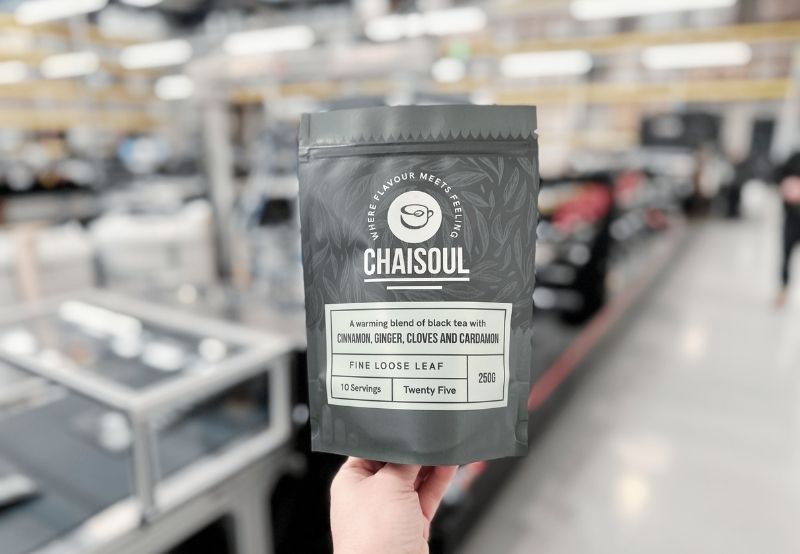 WHERE FLAVOUR MEETS FEELING
CHAISOUL
A warming blend of black tea with
CINNAMON, GINGER, CLOVES AND CARDAMON
FINE LOOSE LEAF
250G
10 Servings
Twenty Five